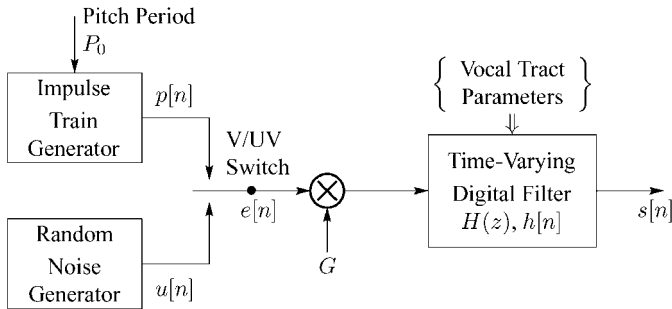 Pitch Period
P₀
Impulse
Train
Generator
p[n]
V/UV
Switch
e[n]
Random
Noise
Generator
u[n]
G
Vocal Tract
Parameters
Time-Varying
Digital Filter
H(z), h[n]
s[n]